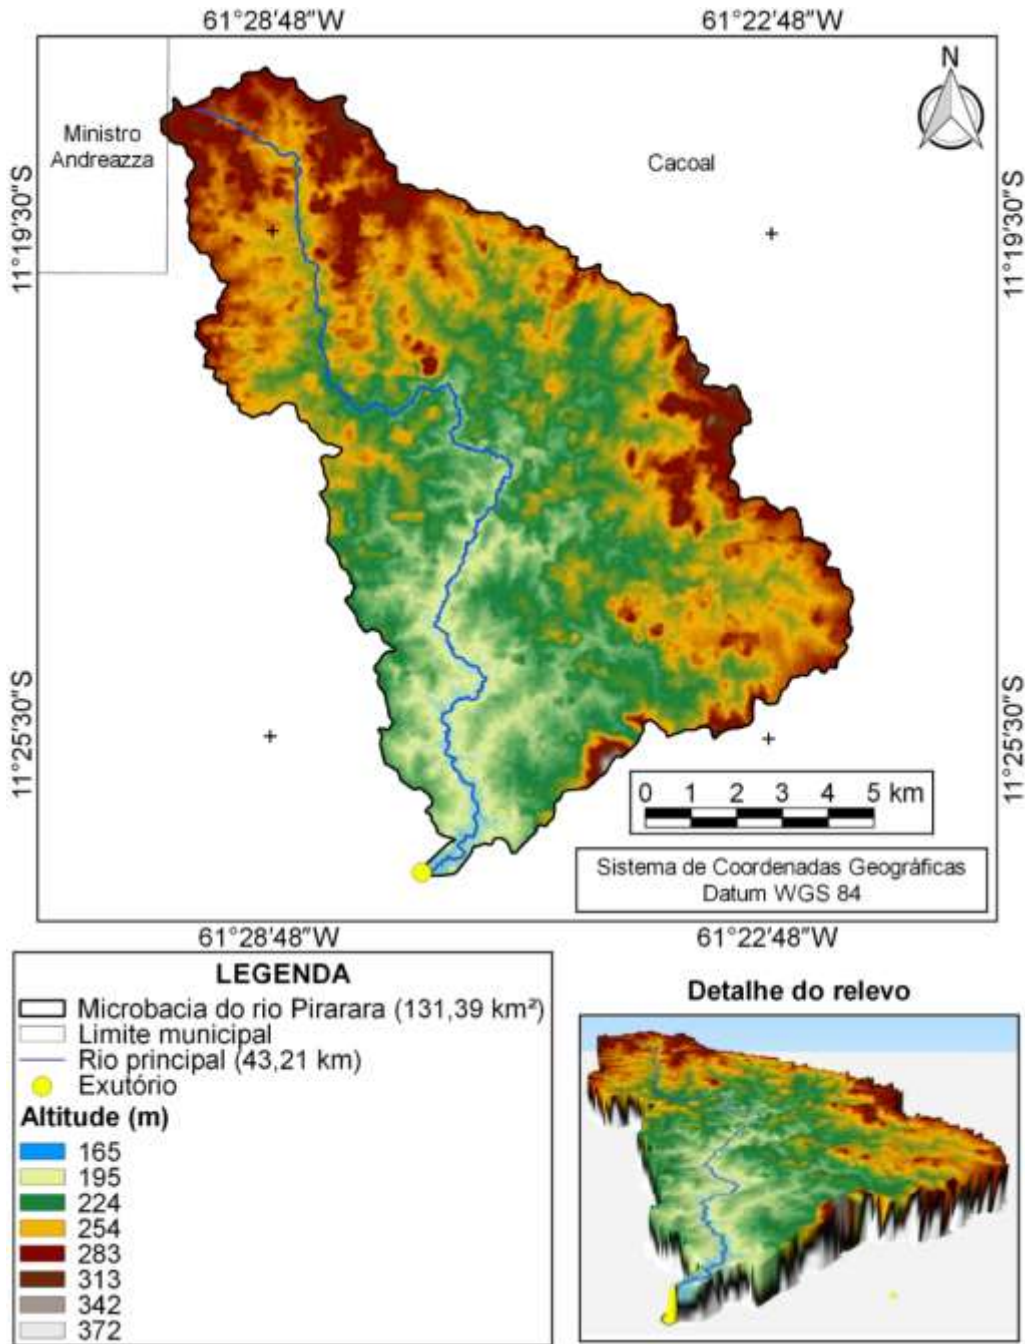 61°28'48"W
61°22'48"W
N
Ministro
Andreazza
Cacoal
11°19'30"S
11°19'30"S
11°25'30"S
11°25'30"S
0 1 2 3 4 5 km
Sistema de Coordenadas Geográficas
Datum WGS 84
61°28'48"W
61°22'48"W
LEGENDA
Microbacia do rio Pirarara (131,39 km²)
Limite municipal
Rio principal (43,21 km)
Exutório
Altitude (m)
165
195
224
254
283
313
342
372
Detalhe do relevo